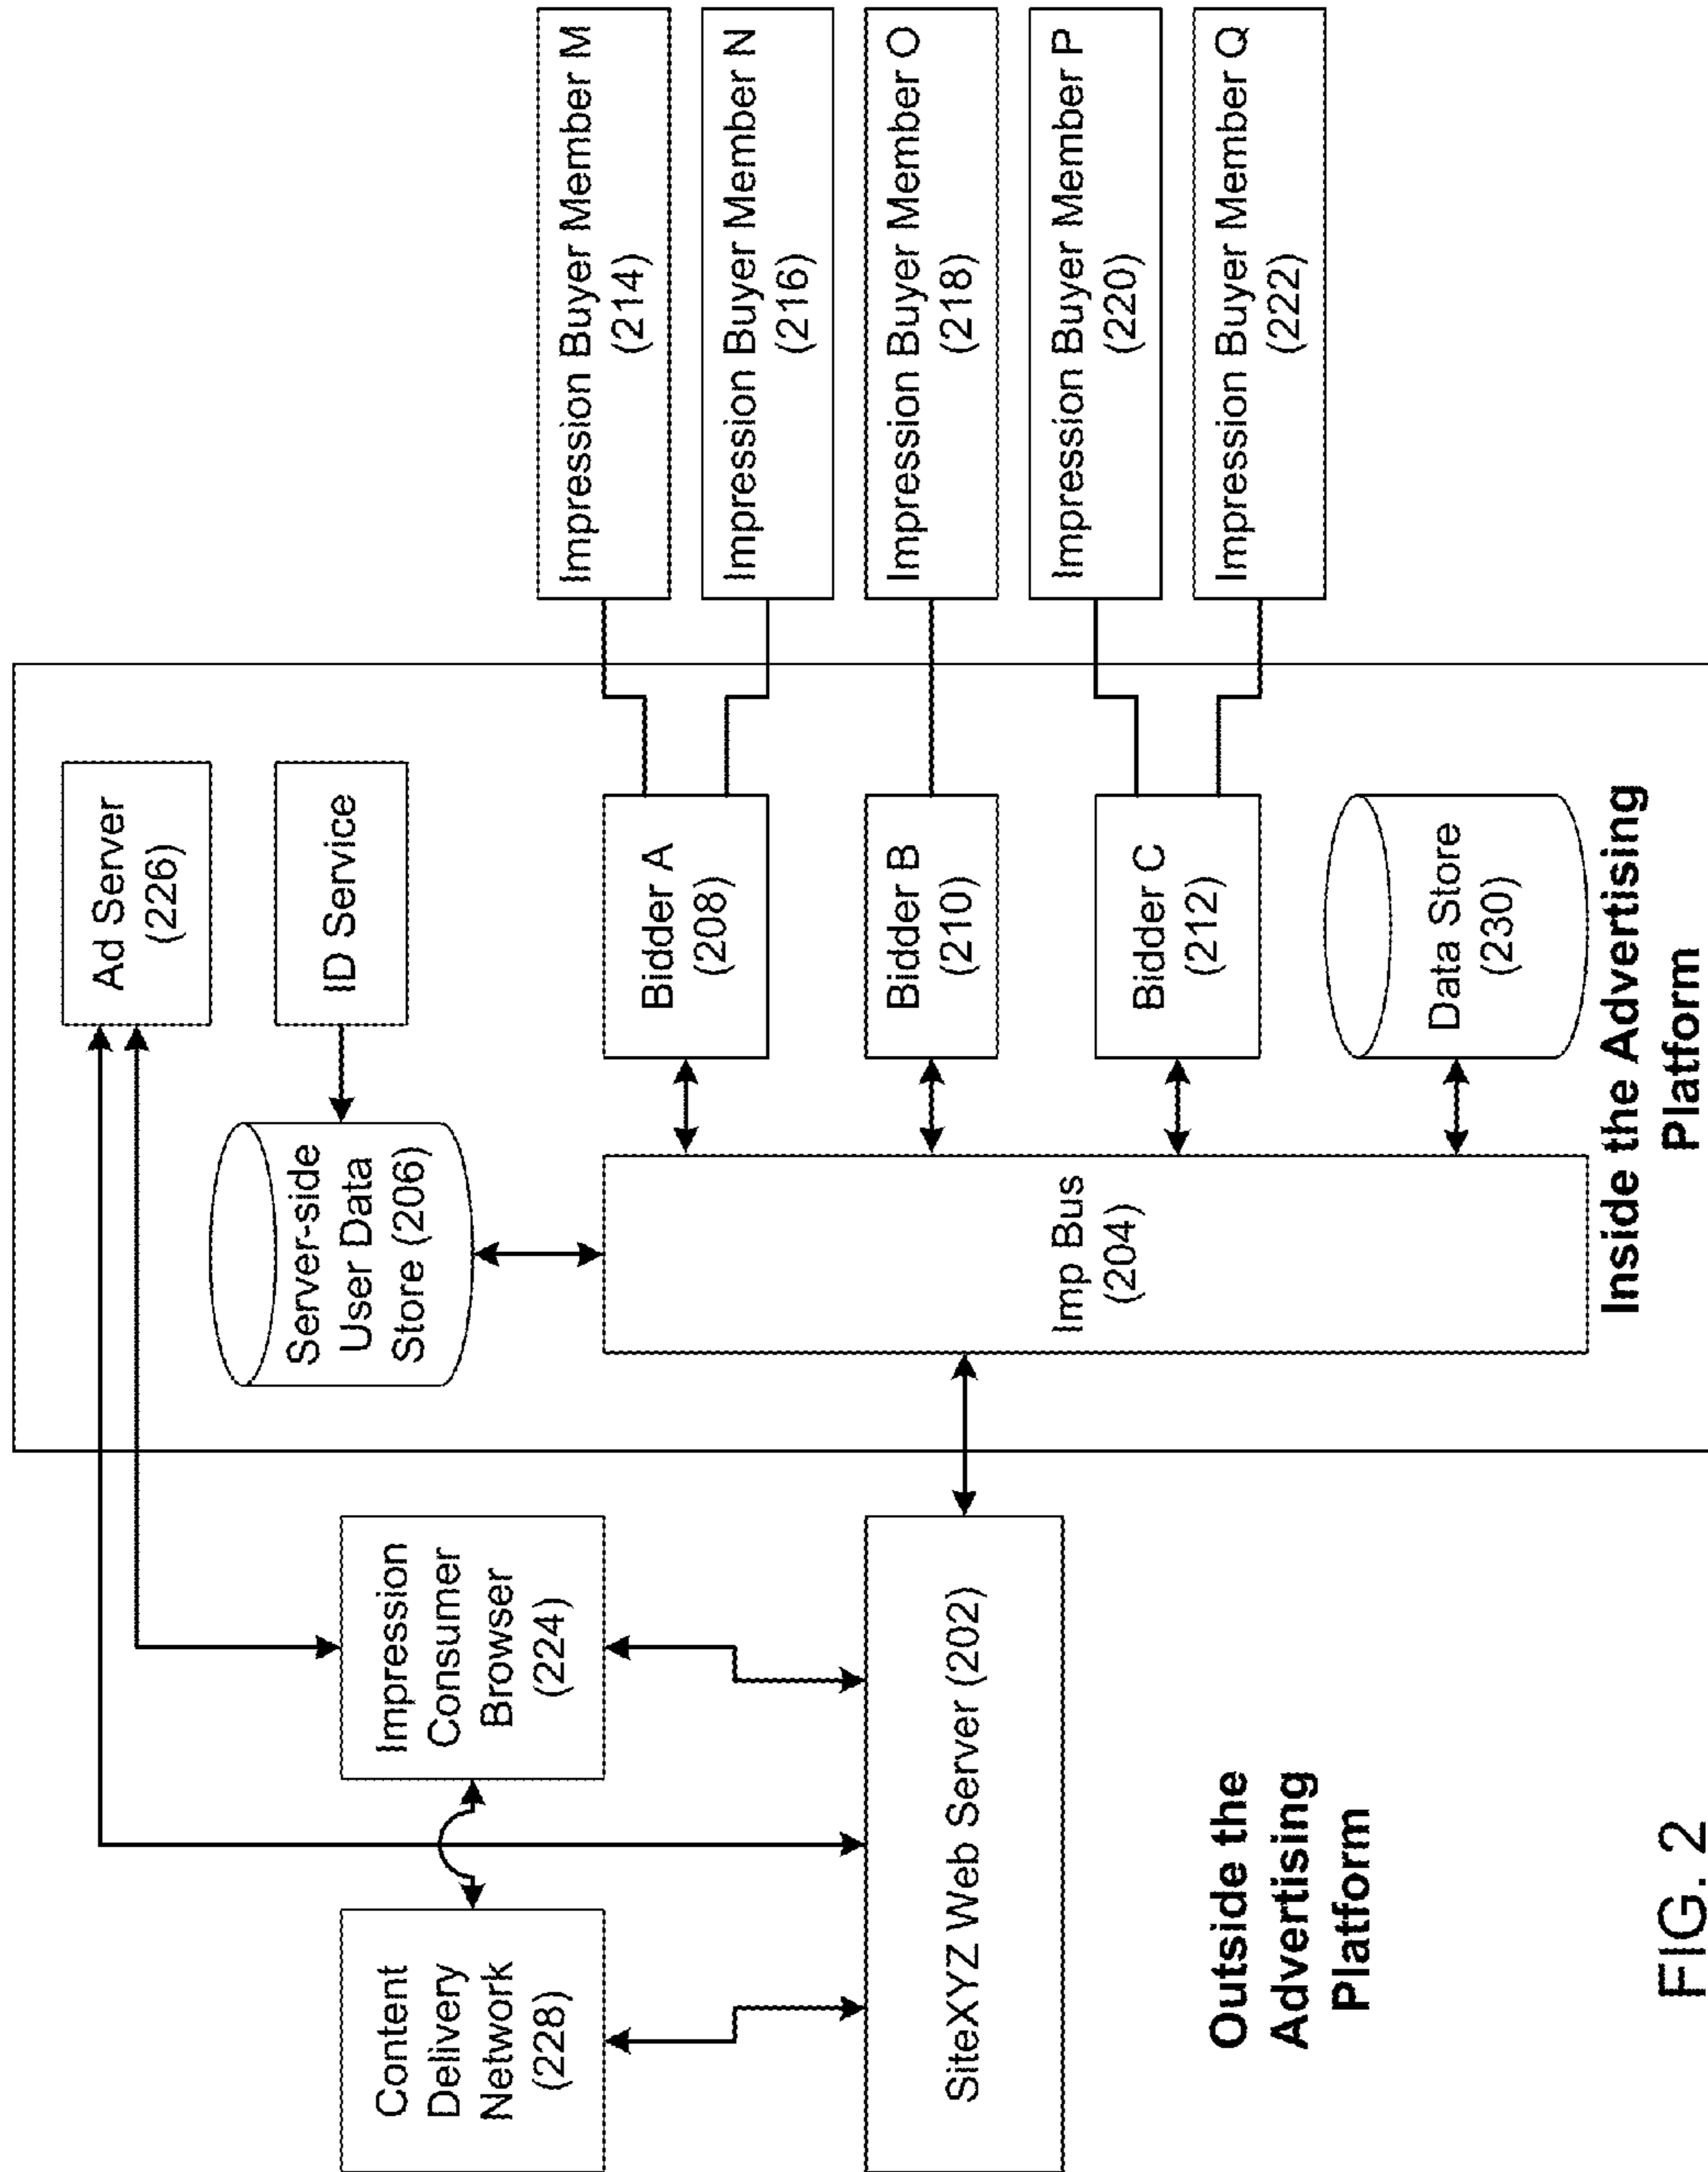 Content
Delivery
Network
(228)
Impression
Consumer
Browser
(224)
SiteXYZ Web Server (202)
Outside the
Advertising
Platform
Ad Server
(226)
Server-side
User Data
Store (206)
ID Service
Imp Bus
(204)
Bidder A
(208)
Bidder B
(210)
Bidder C
(212)
Data Store
(230)
Inside the Advertising
Platform
Impression Buyer Member M
(214)
Impression Buyer Member N
(216)
Impression Buyer Member O
(218)
Impression Buyer Member P
(220)
Impression Buyer Member Q
(222)
FIG. 2